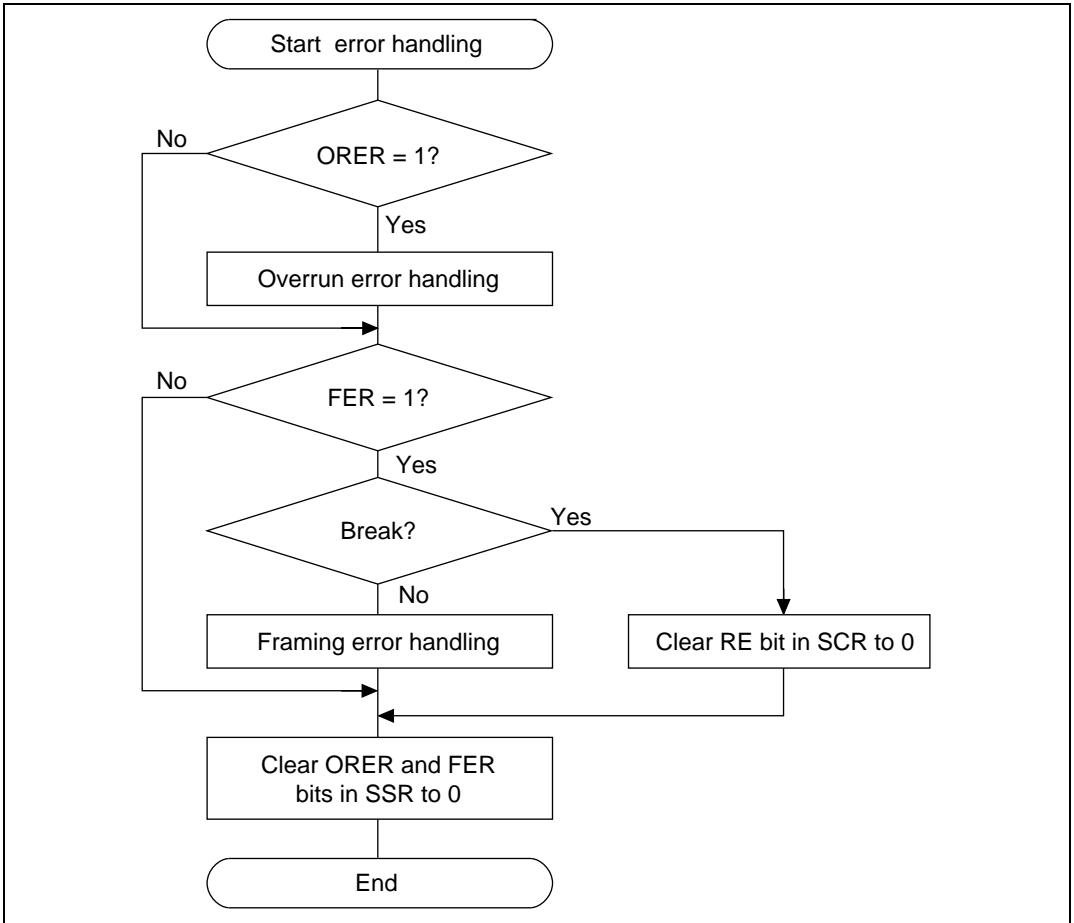 Start error handling
No
ORER = 1?
Yes
Overrun error handling
No
FER = 1?
Yes
Break?
Yes
No
Framing error handling
Clear RE bit in SCR to 0
Clear ORER and FER
bits in SSR to 0
End